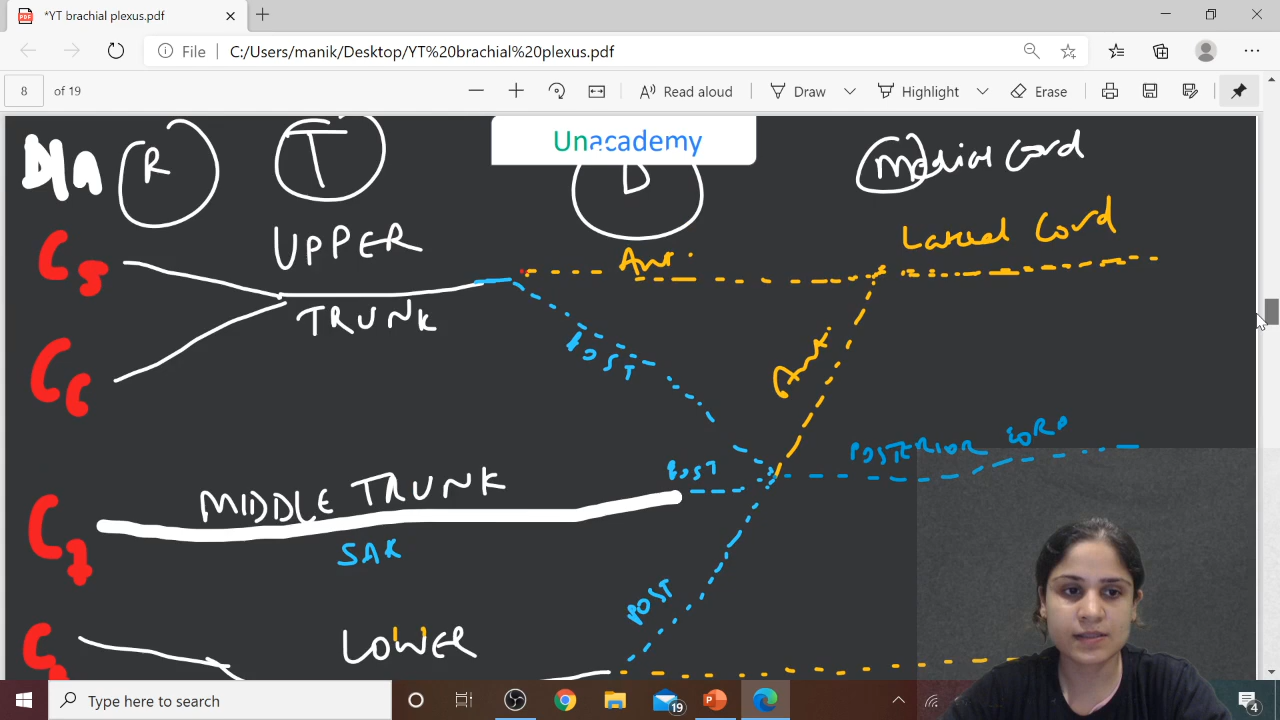 *YT brachial plexus.pdf
File C:/Users/manik/Desktop/YT%20brachial%20plexus.pdf
8 of 19
Read aloud Draw Highlight Erase
Unacademy
R T D Medial Cord
C5 UPPER Ant. Lateral Cord
TRUNK
POST
C6 Ant.
POSTERIOR CORD
POST
MIDDLE TRUNK
C7
SAK
POST
LOWER
Type here to search
19
4